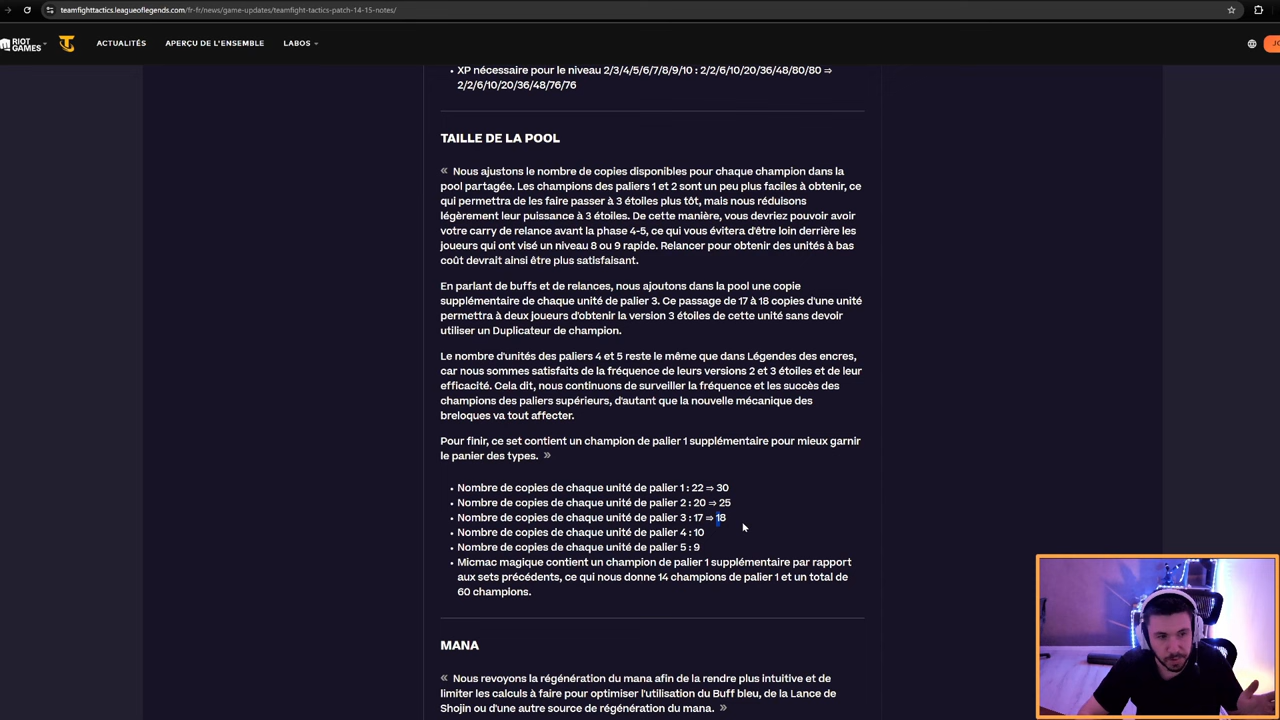 teamfighttactics.leagueoflegends.com/fr-fr/news/game-updates/teamfight-tactics-patch-14-15-notes/
RIOT GAMES
ACTUALITÉS
APERÇU DE L'ENSEMBLE
LABOS
XP nécessaire pour le niveau 2/3/4/5/6/7/8/9/10 : 2/2/6/10/20/36/48/80/80 ⇒
2/2/6/10/20/36/48/76/76
TAILLE DE LA POOL
« Nous ajustons le nombre de copies disponibles pour chaque champion dans la
pool partagée. Les champions des paliers 1 et 2 sont un peu plus faciles à obtenir, ce
qui permettra de les faire passer à 3 étoiles plus tôt, mais nous réduisons
légèrement leur puissance à 3 étoiles. De cette manière, vous devriez pouvoir avoir
votre carry de relance avant la phase 4-5, ce qui vous évitera d'être loin derrière les
joueurs qui ont visé un niveau 8 ou 9 rapide. Relancer pour obtenir des unités à bas
coût devrait ainsi être plus satisfaisant.
En parlant de buffs et de relances, nous ajoutons dans la pool une copie
supplémentaire de chaque unité de palier 3. Ce passage de 17 à 18 copies d'une unité
permettra à deux joueurs d'obtenir la version 3 étoiles de cette unité sans devoir
utiliser un Duplicateur de champion.
Le nombre d'unités des paliers 4 et 5 reste le même que dans Légendes des encres,
car nous sommes satisfaits de la fréquence de leurs versions 2 et 3 étoiles et de leur
efficacité. Cela dit, nous continuons de surveiller la fréquence et les succès des
champions des paliers supérieurs, d'autant que la nouvelle mécanique des
breloques va tout affecter.
Pour finir, ce set contient un champion de palier 1 supplémentaire pour mieux garnir
le panier des types. »
• Nombre de copies de chaque unité de palier 1 : 22 ⇒ 30
• Nombre de copies de chaque unité de palier 2 : 20 ⇒ 25
• Nombre de copies de chaque unité de palier 3 : 17 ⇒ 18
• Nombre de copies de chaque unité de palier 4 : 10
• Nombre de copies de chaque unité de palier 5 : 9
• Micmac magique contient un champion de palier 1 supplémentaire par rapport
aux sets précédents, ce qui nous donne 14 champions de palier 1 et un total de
60 champions.
MANA
« Nous revoyons la régénération du mana afin de la rendre plus intuitive et de
limiter les calculs à faire pour optimiser l'utilisation du Buff bleu, de la Lance de
Shojin ou d'une autre source de régénération du mana. »